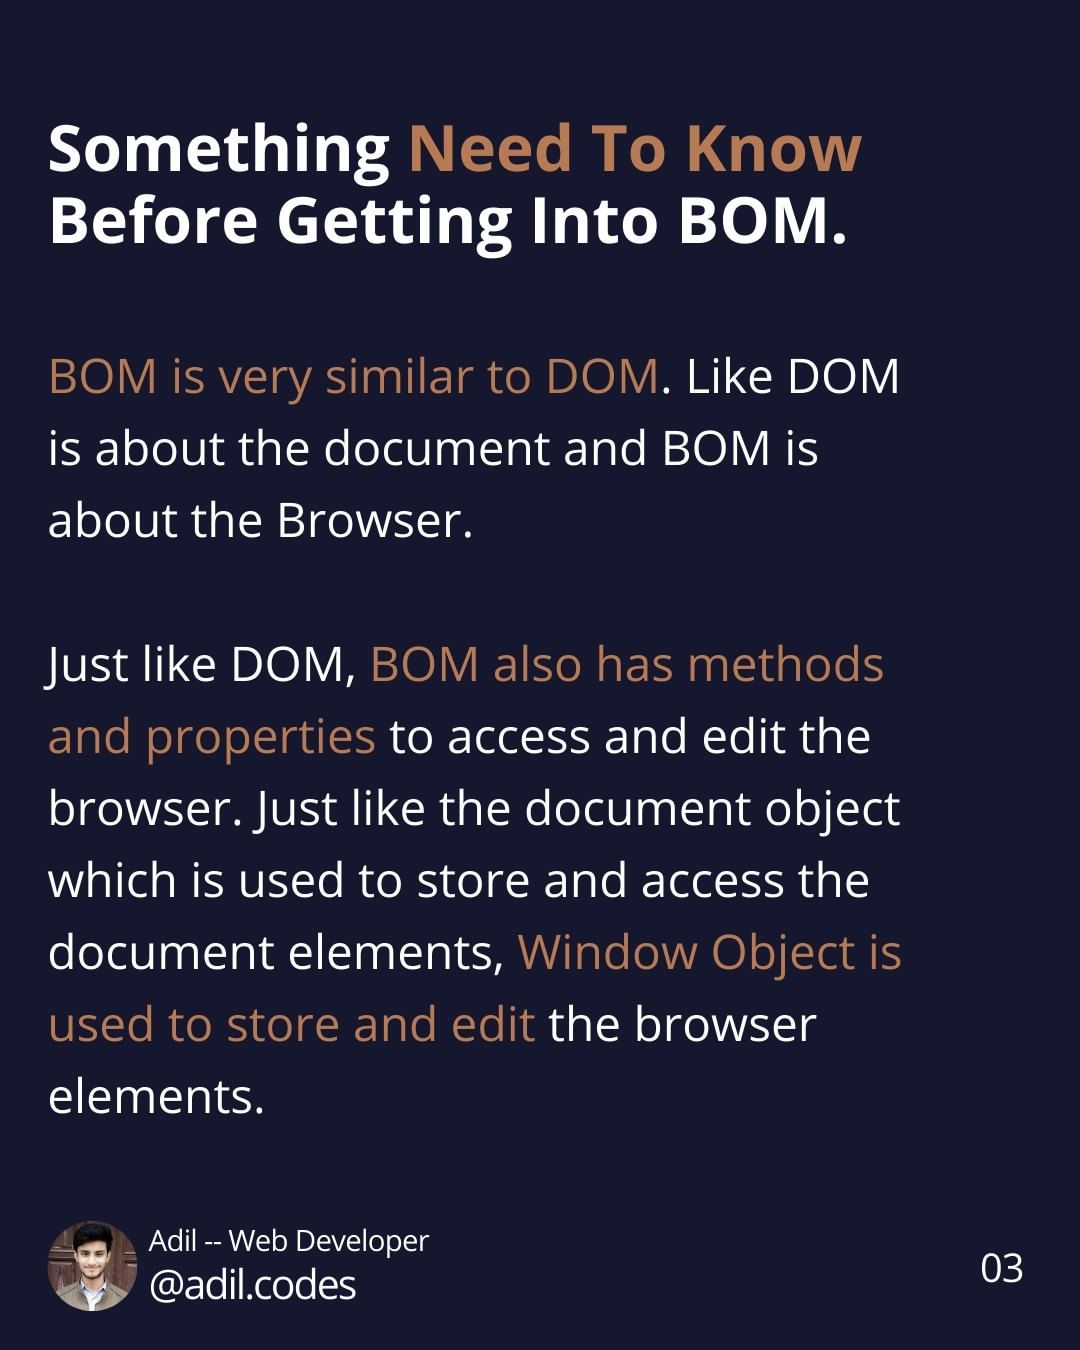 Something Need To Know
Before Getting Into BOM.
BOM is very similar to DOM. Like DOM
is about the document and BOM is
about the Browser.
Just like DOM, BOM also has methods
and properties to access and edit the
browser. Just like the document object
which is used to store and access the
document elements, Window Object is
used to store and edit the browser
elements.
Adil -- Web Developer
@adil.codes
03